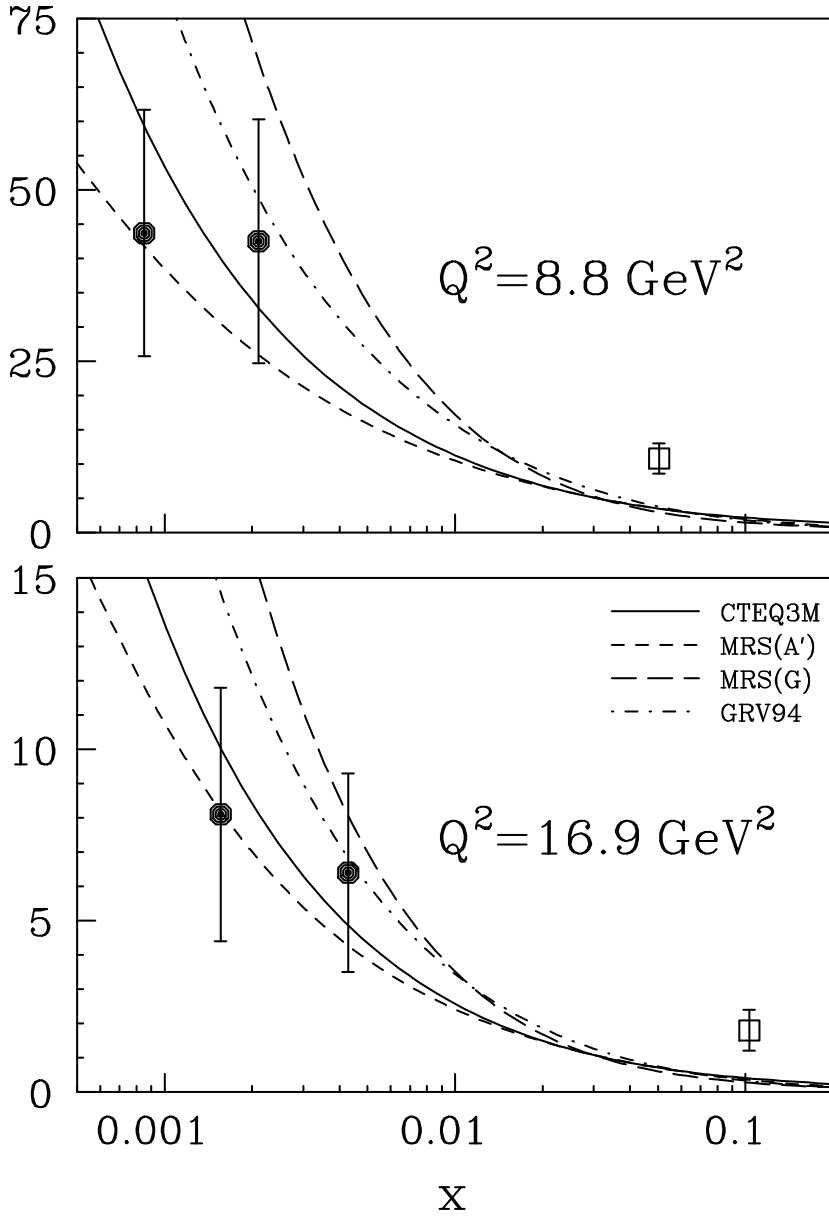 75
50
Q²=8.8 GeV²
25
0
15
CTEQ3M
MRS(A′)
MRS(G)
GRV94
10
Q²=16.9 GeV²
5
0
0.001 0.01 0.1
x